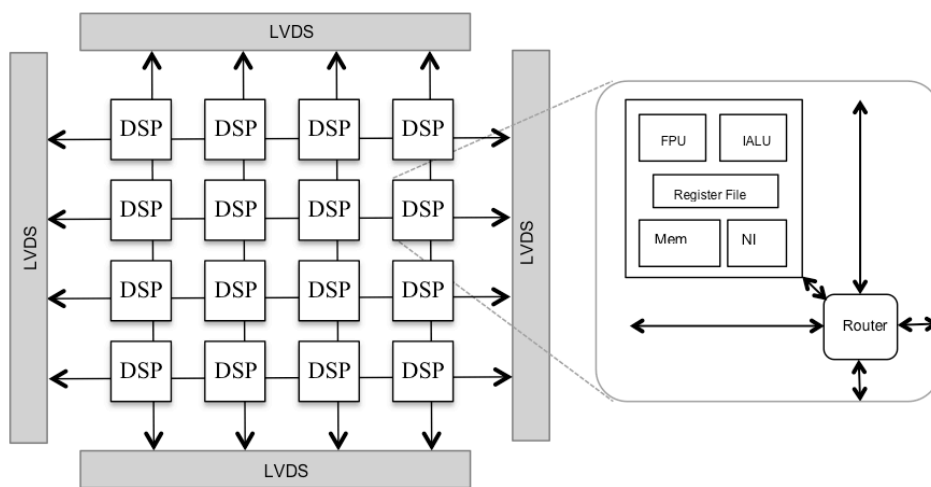 LVDS
DSP DSP DSP DSP
DSP DSP DSP DSP
DSP DSP DSP DSP
DSP DSP DSP DSP
LVDS
LVDS
LVDS
FPU IALU
Register File
Mem NI
Router